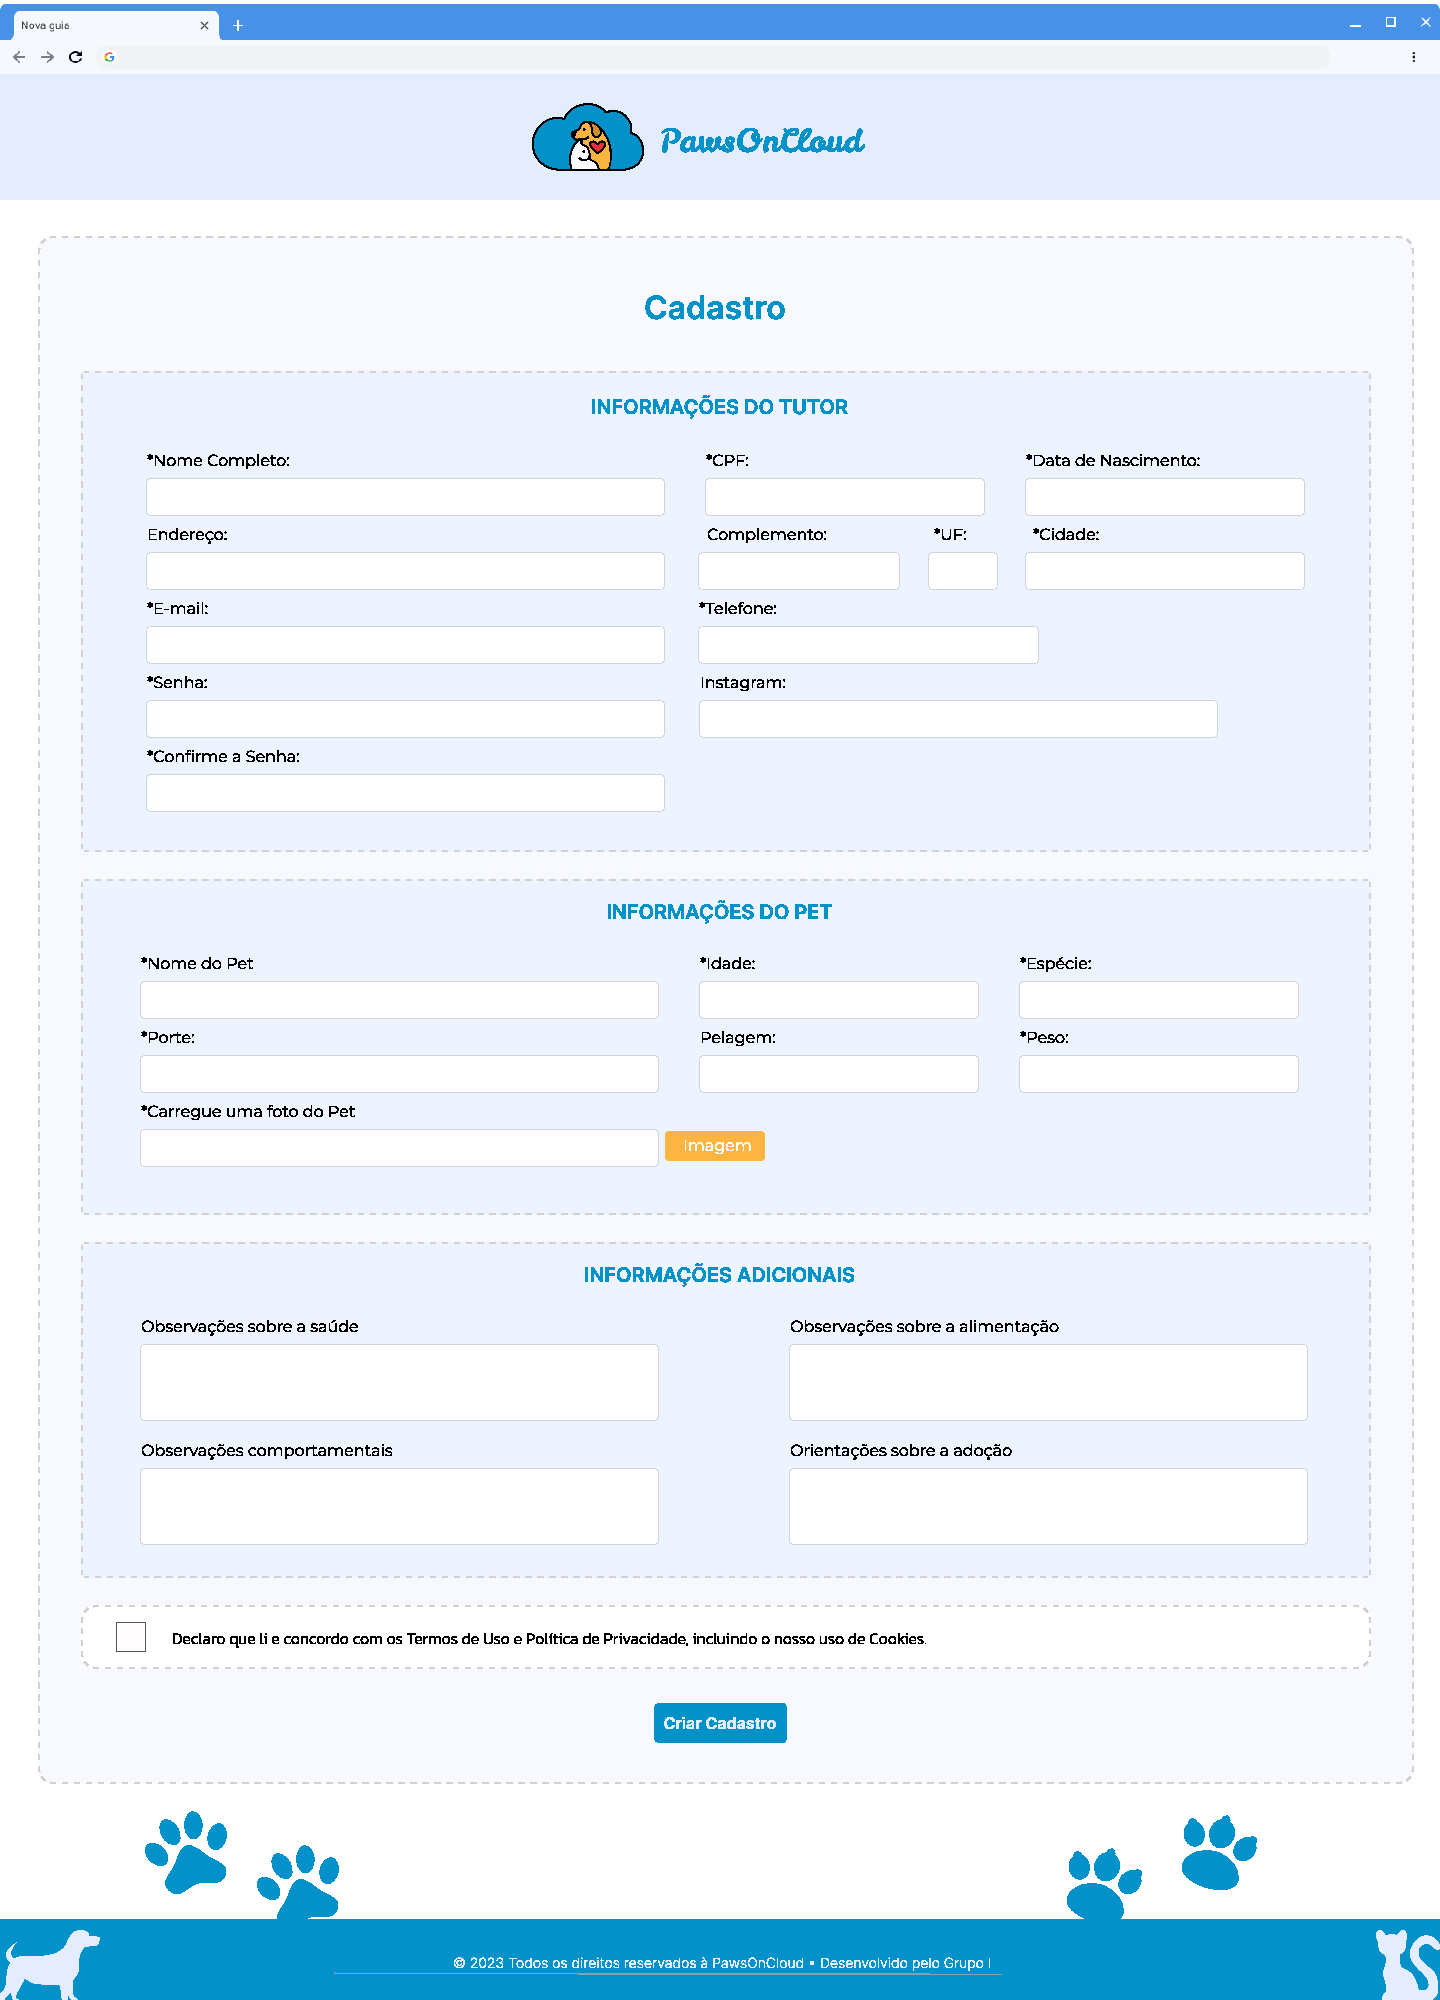 Nova guia
PawsOnCloud
Cadastro
INFORMAÇÕES DO TUTOR
*Nome Completo: *CPF: *Data de Nascimento:
Endereço: Complemento: *UF: *Cidade:
*E-mail: *Telefone:
*Senha: Instagram:
*Confirme a Senha:
INFORMAÇÕES DO PET
*Nome do Pet *Idade: *Espécie:
*Porte: Pelagem: *Peso:
*Carregue uma foto do Pet
Imagem
INFORMAÇÕES ADICIONAIS
Observações sobre a saúde Observações sobre a alimentação
Observações comportamentais Orientações sobre a adoção
Declaro que li e concordo com os Termos de Uso e Política de Privacidade, incluindo o nosso uso de Cookies.
Criar Cadastro
© 2023 Todos os direitos reservados à PawsOnCloud • Desenvolvido pelo Grupo I